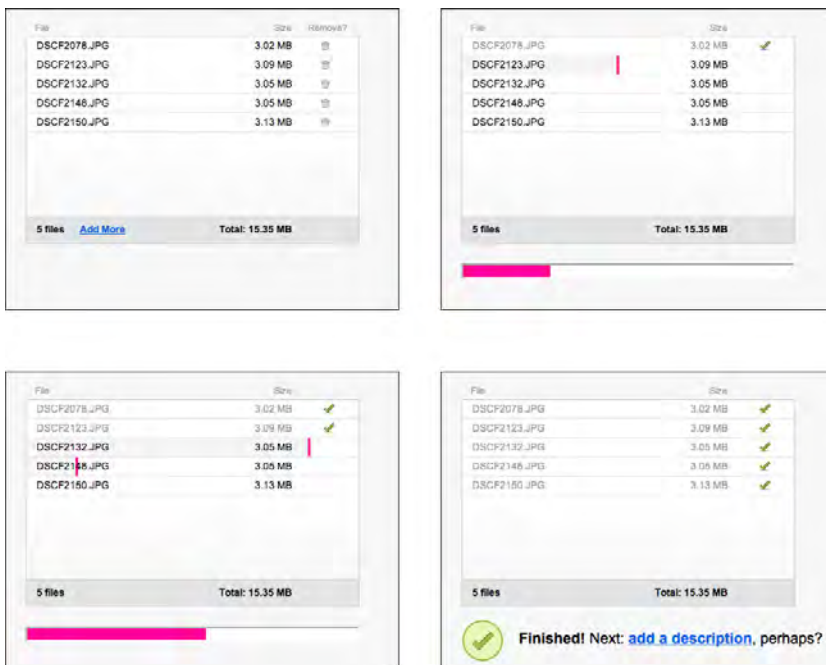 File Size Remove?
DSCF2078.JPG 3.02 MB
DSCF2123.JPG 3.09 MB
DSCF2132.JPG 3.05 MB
DSCF2148.JPG 3.05 MB
DSCF2150.JPG 3.13 MB
5 files Add More Total: 15.35 MB
File Size
DSCF2078.JPG 3.02 MB
DSCF2123.JPG 3.09 MB
DSCF2132.JPG 3.05 MB
DSCF2148.JPG 3.05 MB
DSCF2150.JPG 3.13 MB
5 files Total: 15.35 MB
File Size
DSCF2078.JPG 3.02 MB
DSCF2123.JPG 3.09 MB
DSCF2132.JPG 3.05 MB
DSCF2148.JPG 3.05 MB
DSCF2150.JPG 3.13 MB
5 files Total: 15.35 MB
File Size
DSCF2078.JPG 3.02 MB
DSCF2123.JPG 3.09 MB
DSCF2132.JPG 3.05 MB
DSCF2148.JPG 3.05 MB
DSCF2150.JPG 3.13 MB
5 files Total: 15.35 MB
Finished! Next: add a description, perhaps?